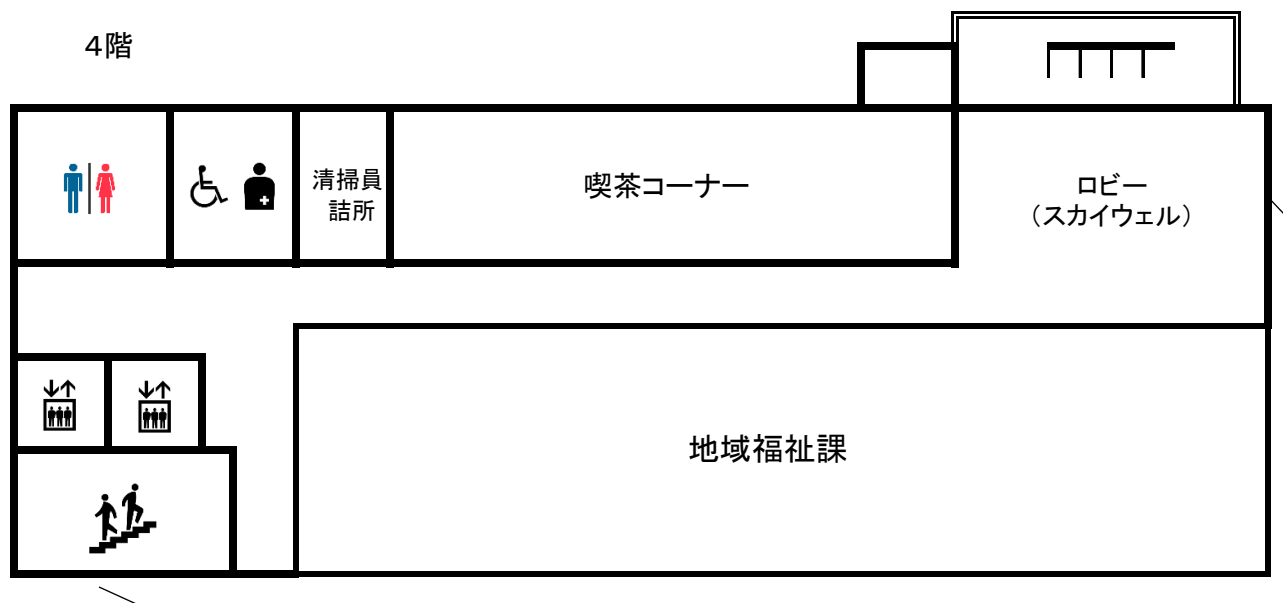 ４階
清掃員
詰所
喫茶コーナー
ロビー
（スカイウェル）
地域福祉課